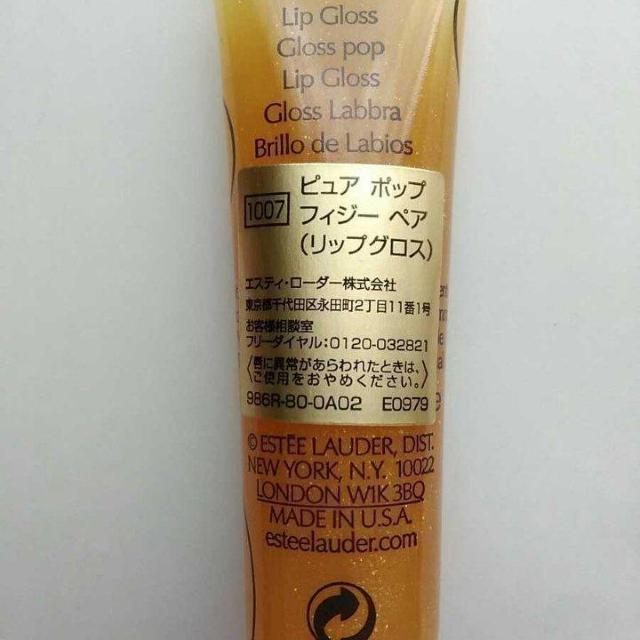 Lip Gloss
Gloss pop
Lip Gloss
Gloss Labbra
Brillo de Labios
1007
ピュア ポップ
フィジー ペア
(リップグロス)
エスティ・ローダー株式会社
東京都千代田区永田町2丁目11番1号
お客様相談室
フリーダイヤル:0120-032821
〈唇に異常があらわれたときは、
ご使用をおやめください。〉
986R-80-0A02 E0979
© ESTĒE LAUDER, DIST.
NEW YORK, N.Y. 10022
LONDON W1K 3BQ
MADE IN U.S.A.
esteelauder.com